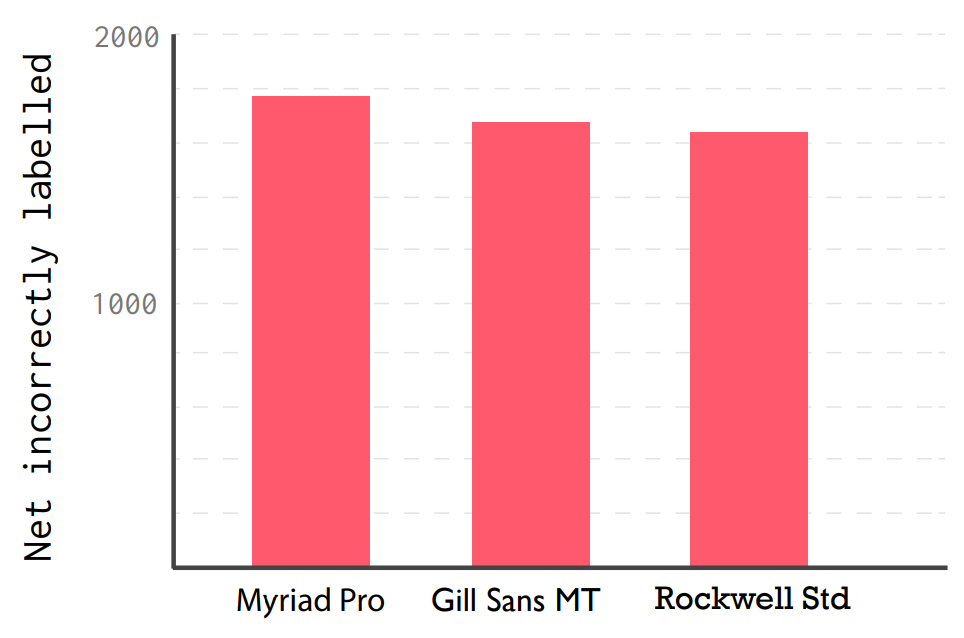 Net incorrectly labelled
2000
1000
Myriad Pro
Gill Sans MT
Rockwell Std